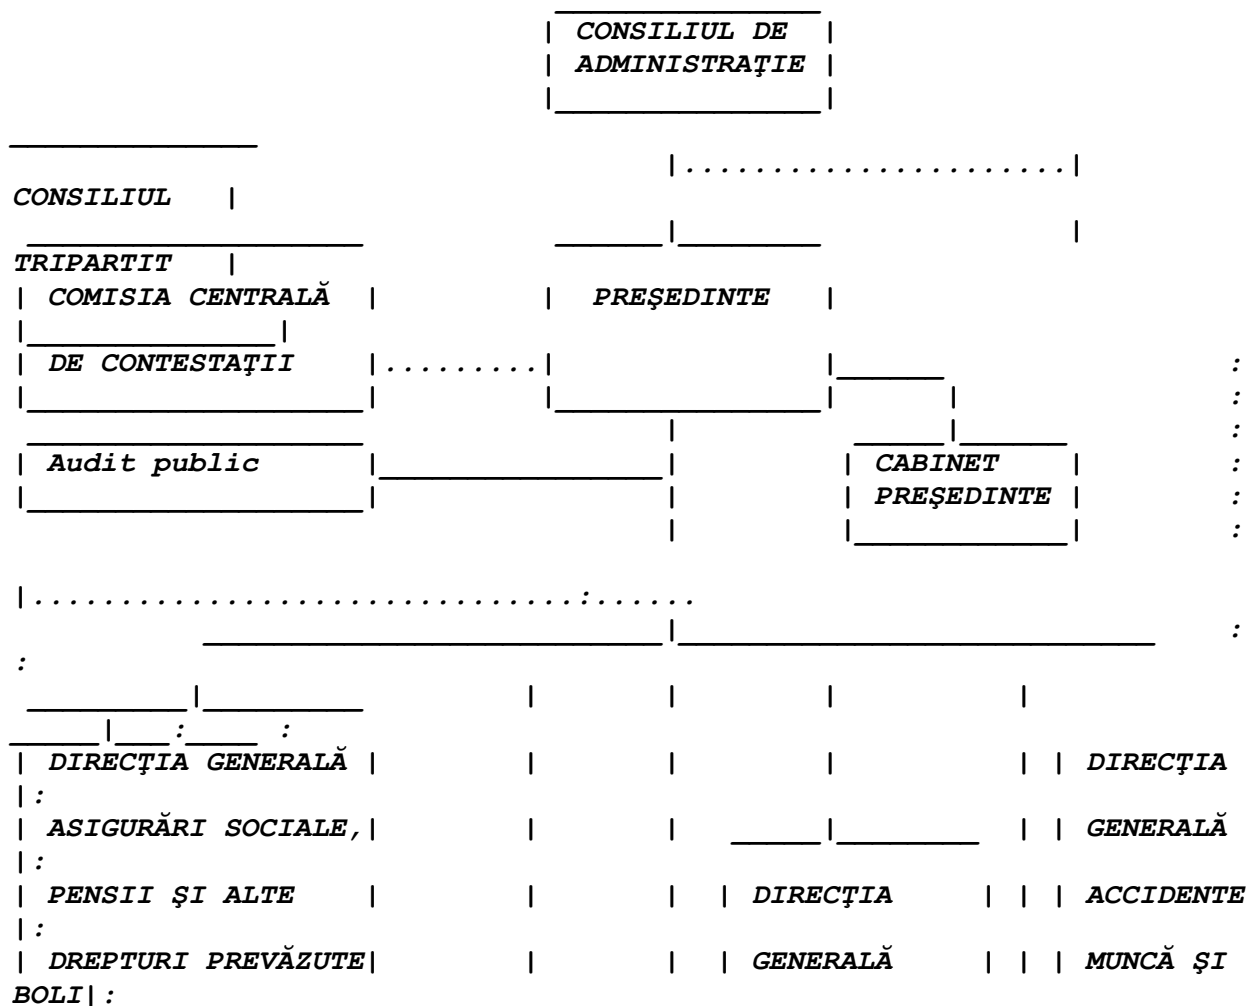 CONSILIUL DE
ADMINISTRAŢIE
CONSILIUL
TRIPARTIT
COMISIA CENTRALĂ PREŞEDINTE
DE CONTESTAŢII
Audit public CABINET
PREŞEDINTE
DIRECŢIA GENERALĂ DIRECŢIA
ASIGURĂRI SOCIALE, GENERALĂ
PENSII ŞI ALTE DIRECŢIA ACCIDENTE
DREPTURI PREVĂZUTE GENERALĂ MUNCĂ ŞI
BOLI